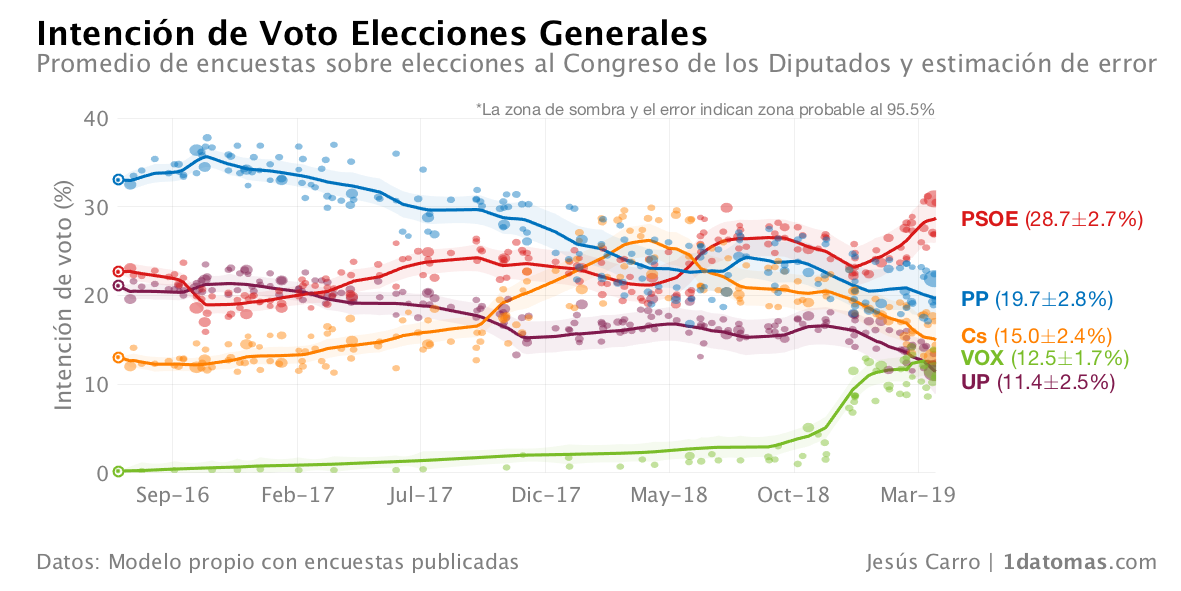 Intención de Voto Elecciones Generales
Promedio de encuestas sobre elecciones al Congreso de los Diputados y estimación de error
*La zona de sombra y el error indican zona probable al 95.5%
Intención de voto (%)
40
30
20
10
0
PSOE (28.7±2.7%)
PP (19.7±2.8%)
Cs (15.0±2.4%)
VOX (12.5±1.7%)
UP (11.4±2.5%)
Sep-16 Feb-17 Jul-17 Dic-17 May-18 Oct-18 Mar-19
Datos: Modelo propio con encuestas publicadas
Jesús Carro | 1datomas.com